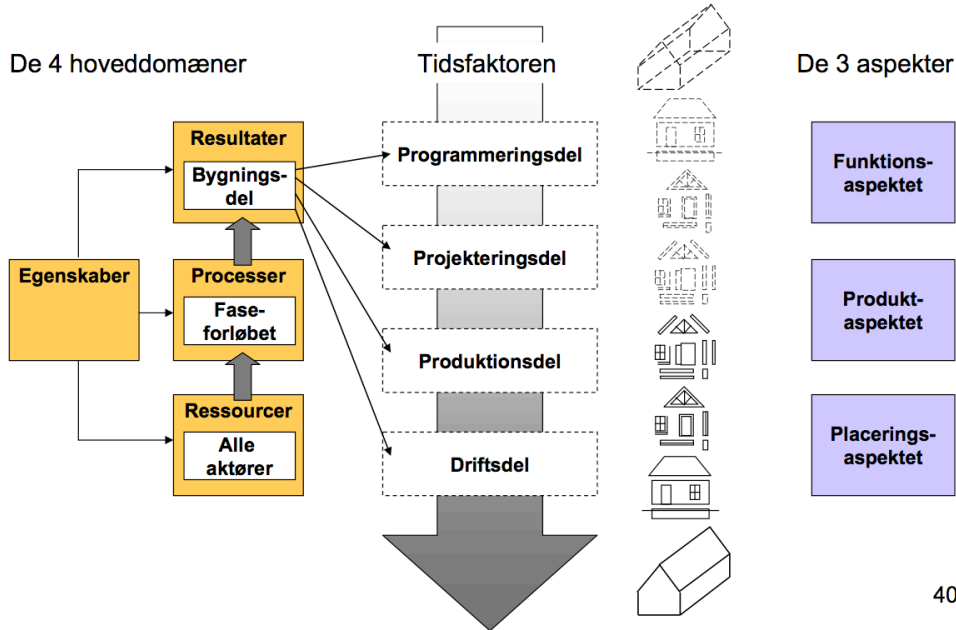 De 4 hoveddomæner
Tidsfaktoren
De 3 aspekter
Resultater
Bygnings-
del
Egenskaber
Processer
Fase-
forløbet
Ressourcer
Alle
aktører
Programmeringsdel
Projekteringsdel
Produktionsdel
Driftsdel
Funktions-
aspektet
Produkt-
aspektet
Placerings-
aspektet
40